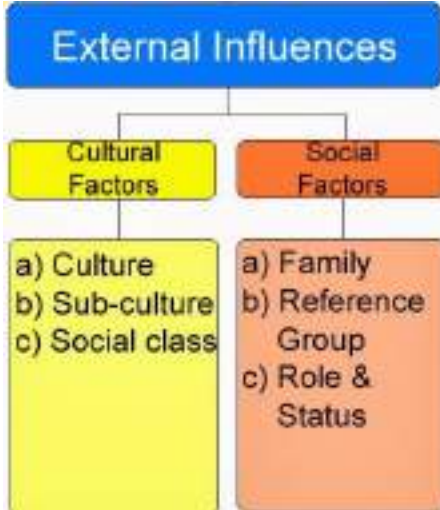 External Influences
Cultural
Factors
Social
Factors
a) Culture
b) Sub-culture
c) Social class
a) Family
b) Reference
Group
c) Role &
Status